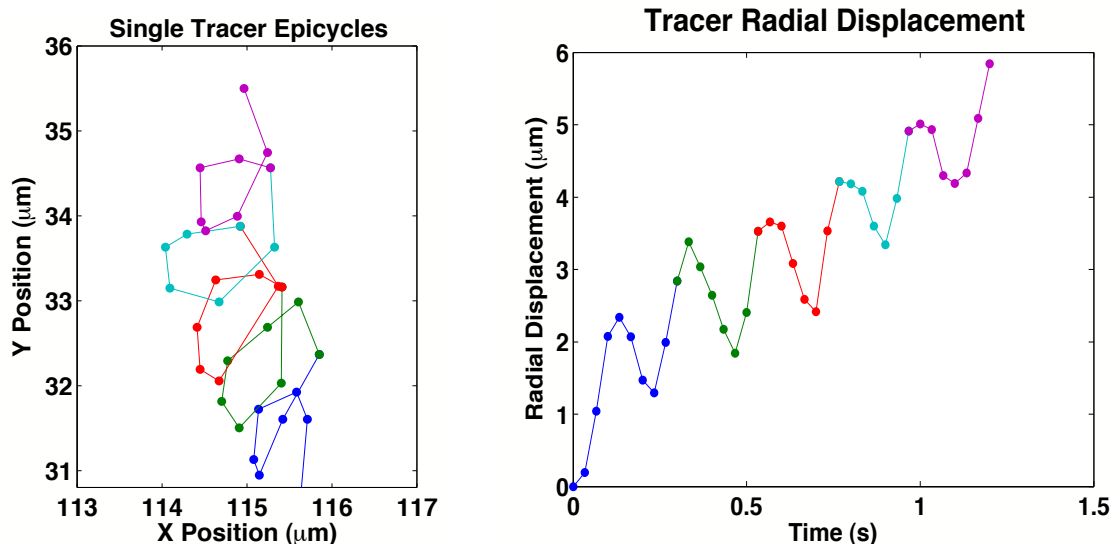 Single Tracer Epicycles
36
35
34
33
32
31
Y Position (μm)
113 114 115 116 117
X Position (μm)
Tracer Radial Displacement
6
5
4
3
2
1
0
Radial Displacement (μm)
0 0.5 1 1.5
Time (s)